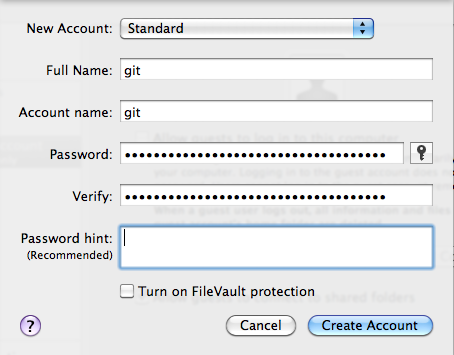 New Account: Standard
Full Name: git
Account name: git
Password: ••••••••••••••••••••••••••••••••••
Verify: ••••••••••••••••••••••••••••••••••
Password hint:
(Recommended)
Turn on FileVault protection
? Cancel Create Account